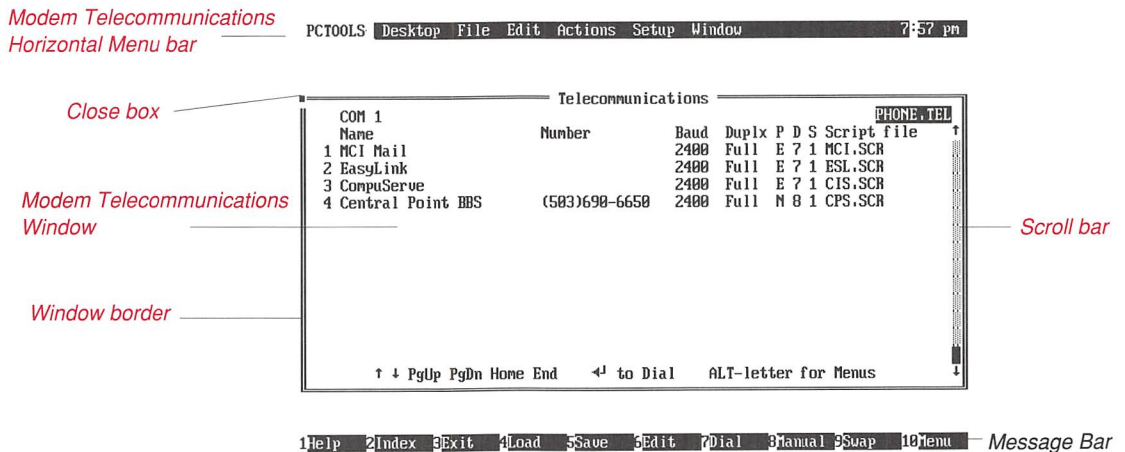 Modem Telecommunications
Horizontal Menu bar
PCTOOLS Desktop File Edit Actions Setup Window 7:57 pm
Close box
Telecommunications
COM 1 PHONE.TEL
Name Number Baud Duplx P D S Script file ↑
1 MCI Mail 2400 Full E 7 1 MCI.SCR
2 EasyLink 2400 Full E 7 1 ESL.SCR
3 CompuServe 2400 Full E 7 1 CIS.SCR
4 Central Point BBS (503)690-6650 2400 Full N 8 1 CPS.SCR
Modem Telecommunications
Window
Scroll bar
Window border
↑ ↓ PgUp PgDn Home End ↵ to Dial ALT-letter for Menus ↓
1Help 2Index 3Exit 4Load 5Save 6Edit 7Dial 8Manual 9Swap 10Menu
Message Bar